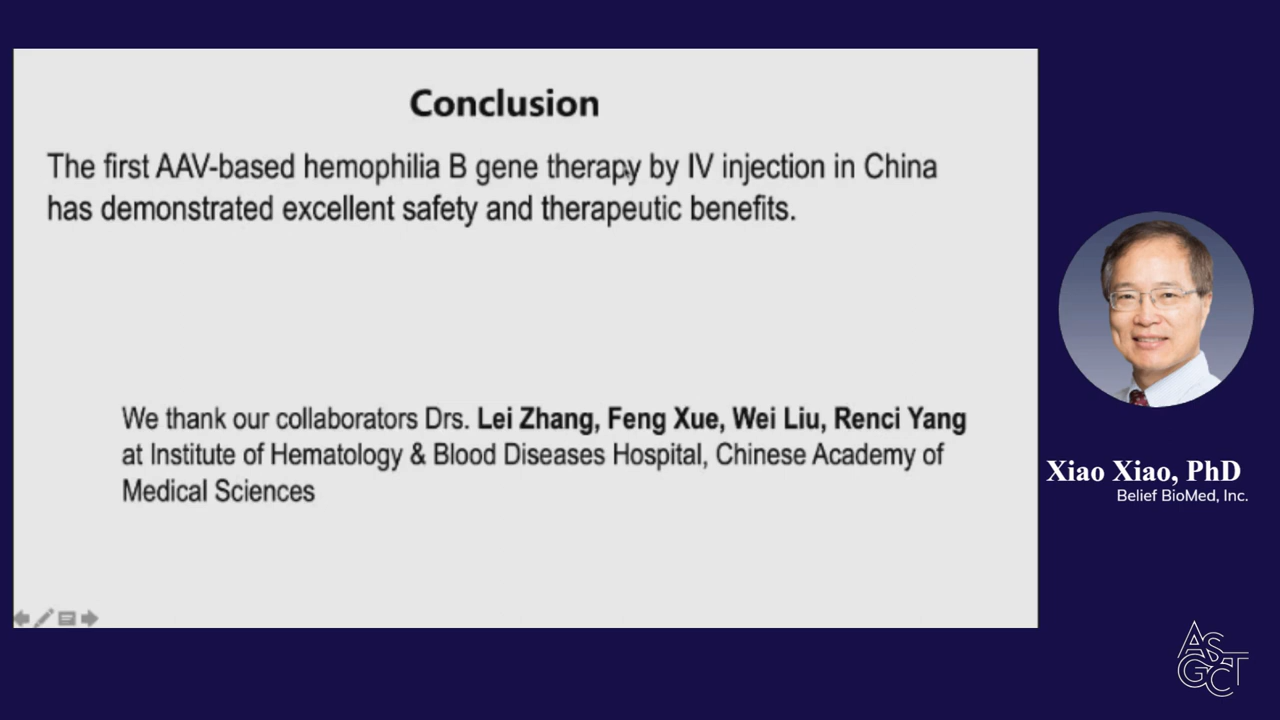 Conclusion
The first AAV-based hemophilia B gene therapy by IV injection in China
has demonstrated excellent safety and therapeutic benefits.
We thank our collaborators Drs. Lei Zhang, Feng Xue, Wei Liu, Renci Yang
at Institute of Hematology & Blood Diseases Hospital, Chinese Academy of
Medical Sciences
Xiao Xiao, PhD
Belief BioMed, Inc.
ASGCT